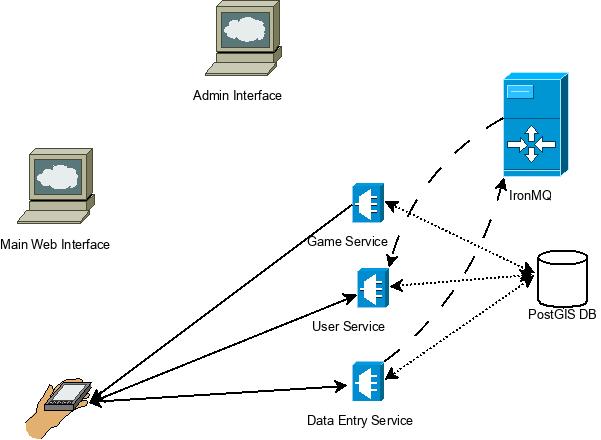 Admin Interface
IronMQ
Main Web Interface
Game Service
PostGIS DB
User Service
Data Entry Service